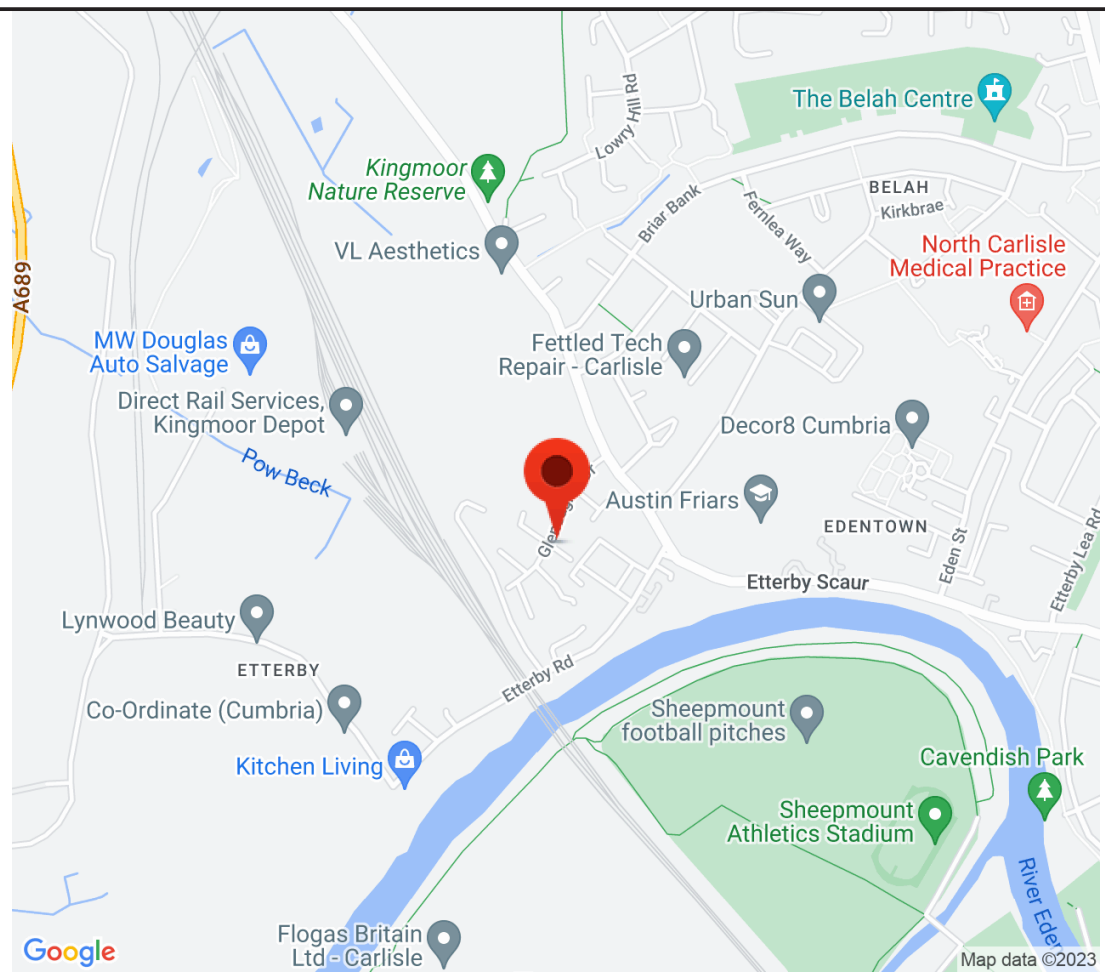 The Belah Centre
Lowry Hill Rd
Kingmoor
Nature Reserve
BELAH
Briar Bank
Kirkbrae
Fernlea Way
VL Aesthetics
North Carlisle
Medical Practice
A689
Urban Sun
MW Douglas
Auto Salvage
Fettled Tech
Repair - Carlisle
Direct Rail Services,
Kingmoor Depot
Decor8 Cumbria
Pow Beck
Austin Friars
EDENTOWN
Eden St
Etterby Lea Rd
Etterby Scaur
Lynwood Beauty
ETTERBY
Etterby Rd
Co-Ordinate (Cumbria)
Sheepmount
football pitches
Kitchen Living
Cavendish Park
Sheepmount
Athletics Stadium
River Eden
Flogas Britain
Ltd - Carlisle
Google
Map data ©2023